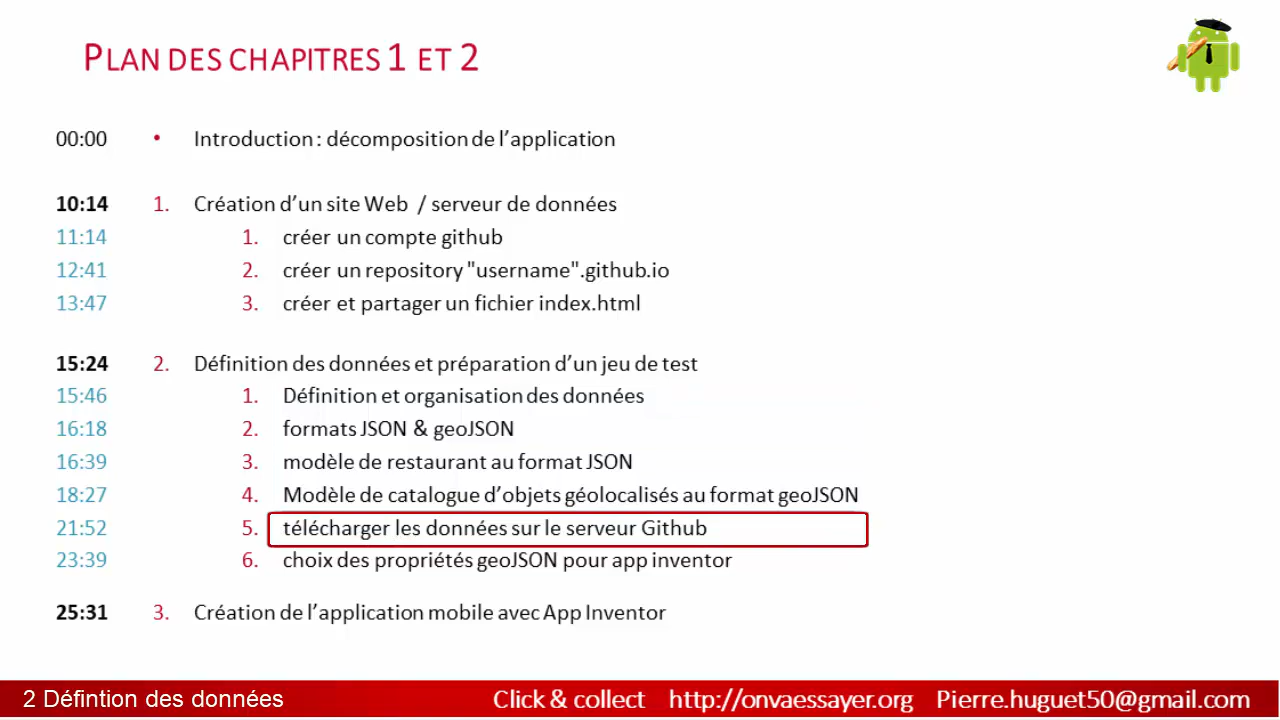 PLAN DES CHAPITRES 1 ET 2
00:00 • Introduction : décomposition de l'application
10:14 1. Création d'un site Web / serveur de données
11:14 1. créer un compte github
12:41 2. créer un repository "username".github.io
13:47 3. créer et partager un fichier index.html
15:24 2. Définition des données et préparation d'un jeu de test
15:46 1. Définition et organisation des données
16:18 2. formats JSON & geoJSON
16:39 3. modèle de restaurant au format JSON
18:27 4. Modèle de catalogue d'objets géolocalisés au format geoJSON
21:52 5. télécharger les données sur le serveur Github
23:39 6. choix des propriétés geoJSON pour app inventor
25:31 3. Création de l'application mobile avec App Inventor
2 Défintion des données Click & collect http://onvaessayer.org Pierre.huguet50@gmail.com